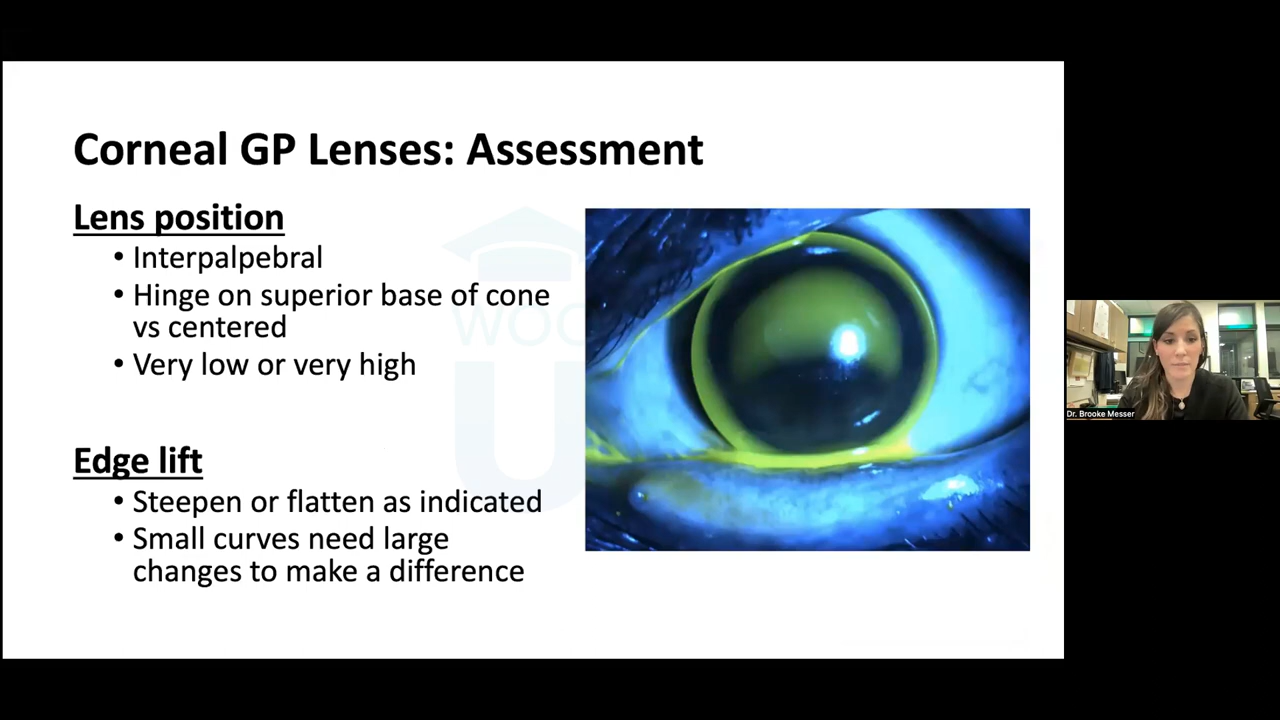 Corneal GP Lenses: Assessment
Lens position
• Interpalpebral
• Hinge on superior base of cone
vs centered
• Very low or very high
Edge lift
• Steepen or flatten as indicated
• Small curves need large
changes to make a difference
WOO
U
Dr. Brooke Messer